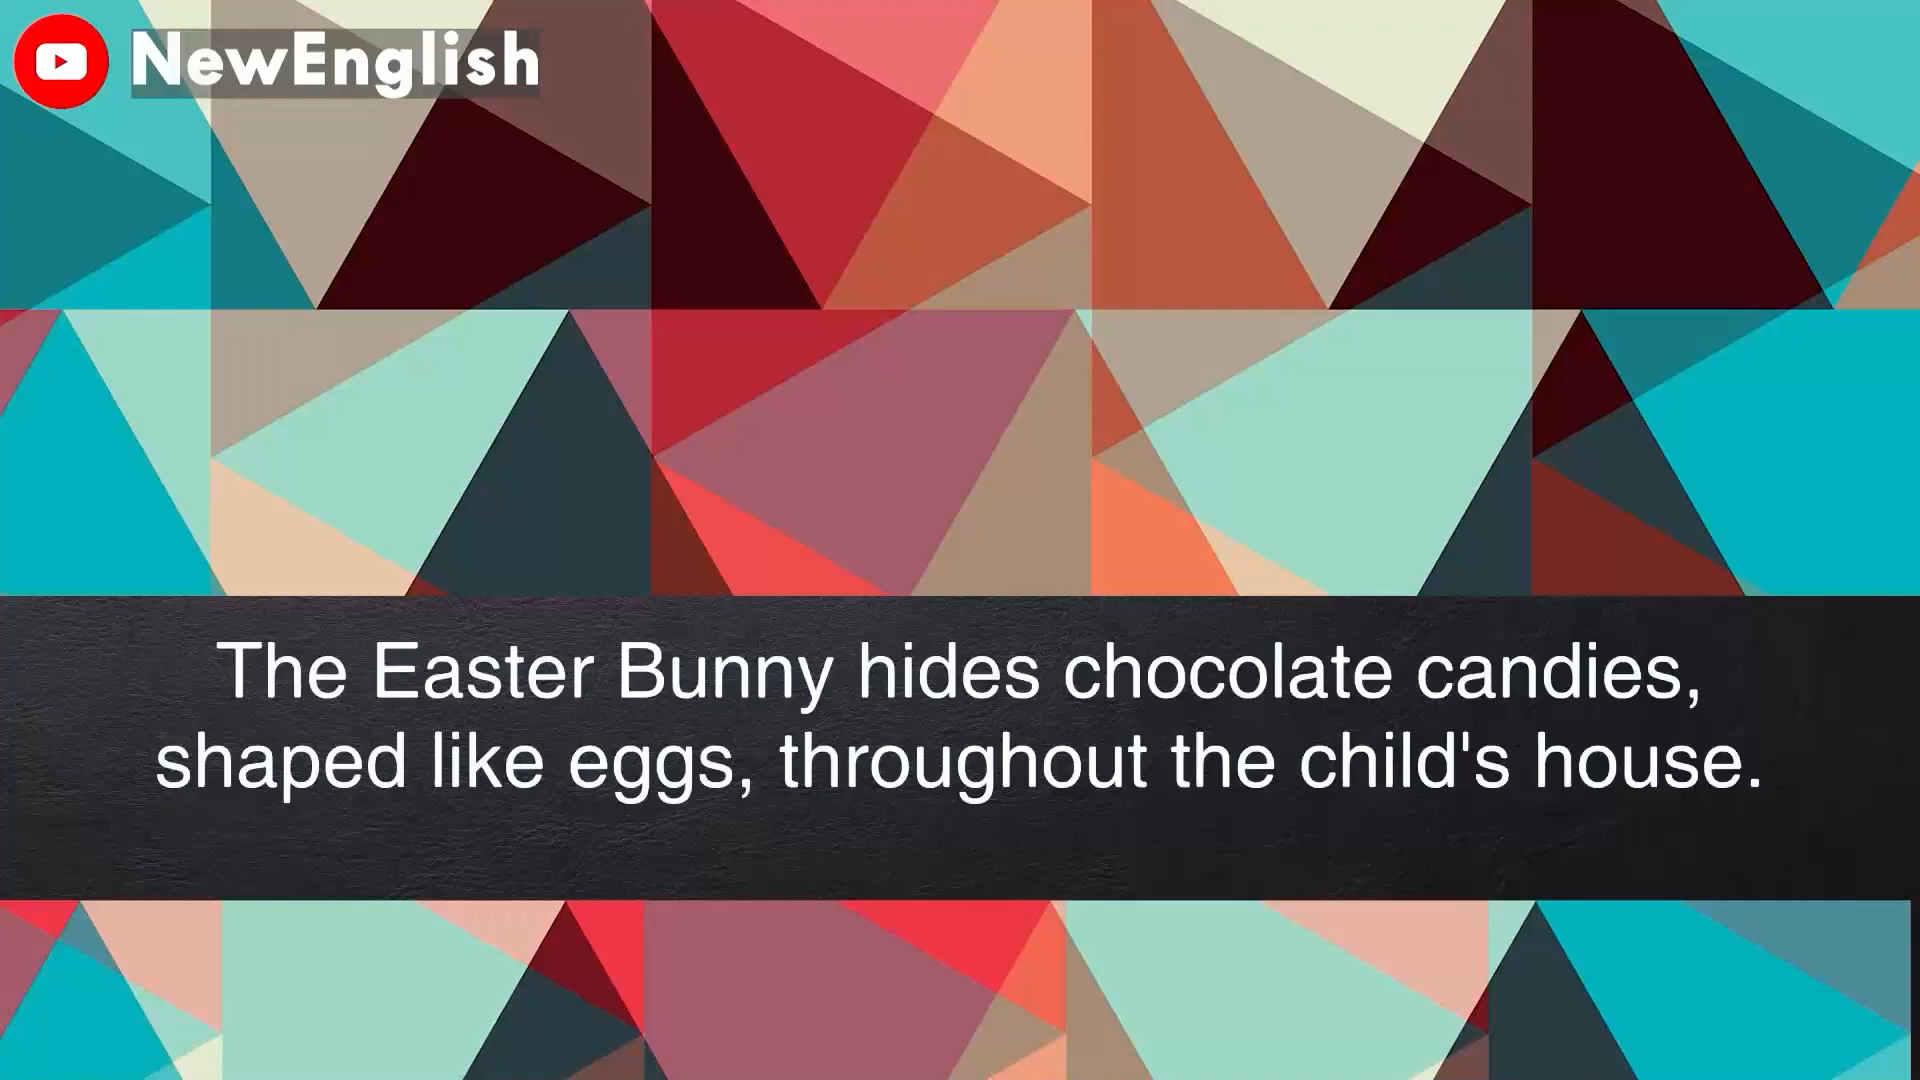 NewEnglish
The Easter Bunny hides chocolate candies,
shaped like eggs, throughout the child's house.